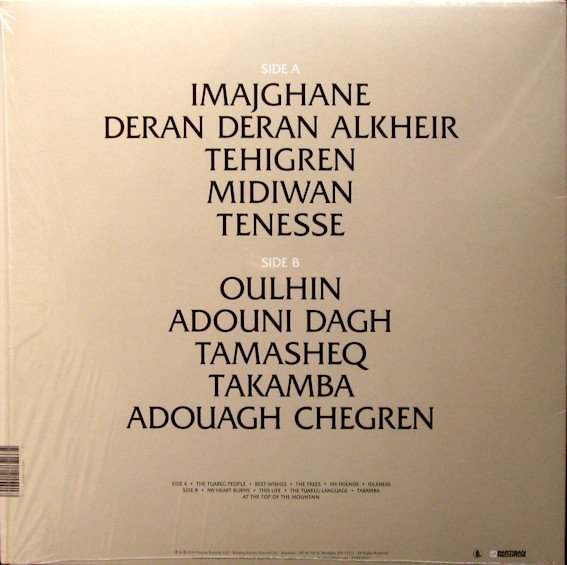 SIDE A
IMAJGHANE
DERAN DERAN ALKHEIR
TEHIGREN
MIDIWAN
TENESSE
SIDE B
OULHIN
ADOUNI DAGH
TAMASHEQ
TAKAMBA
ADOUAGH CHEGREN
SIDE A • THE TUAREG PEOPLE • BEST WISHES • THE TREES • MY FRIENDS • IDLENESS
SIDE B • MY HEART BURNS • THIS LIFE • THE TUAREG LANGUAGE • TAKAMBA
AT THE TOP OF THE MOUNTAIN
PARTISAN
RECORDS